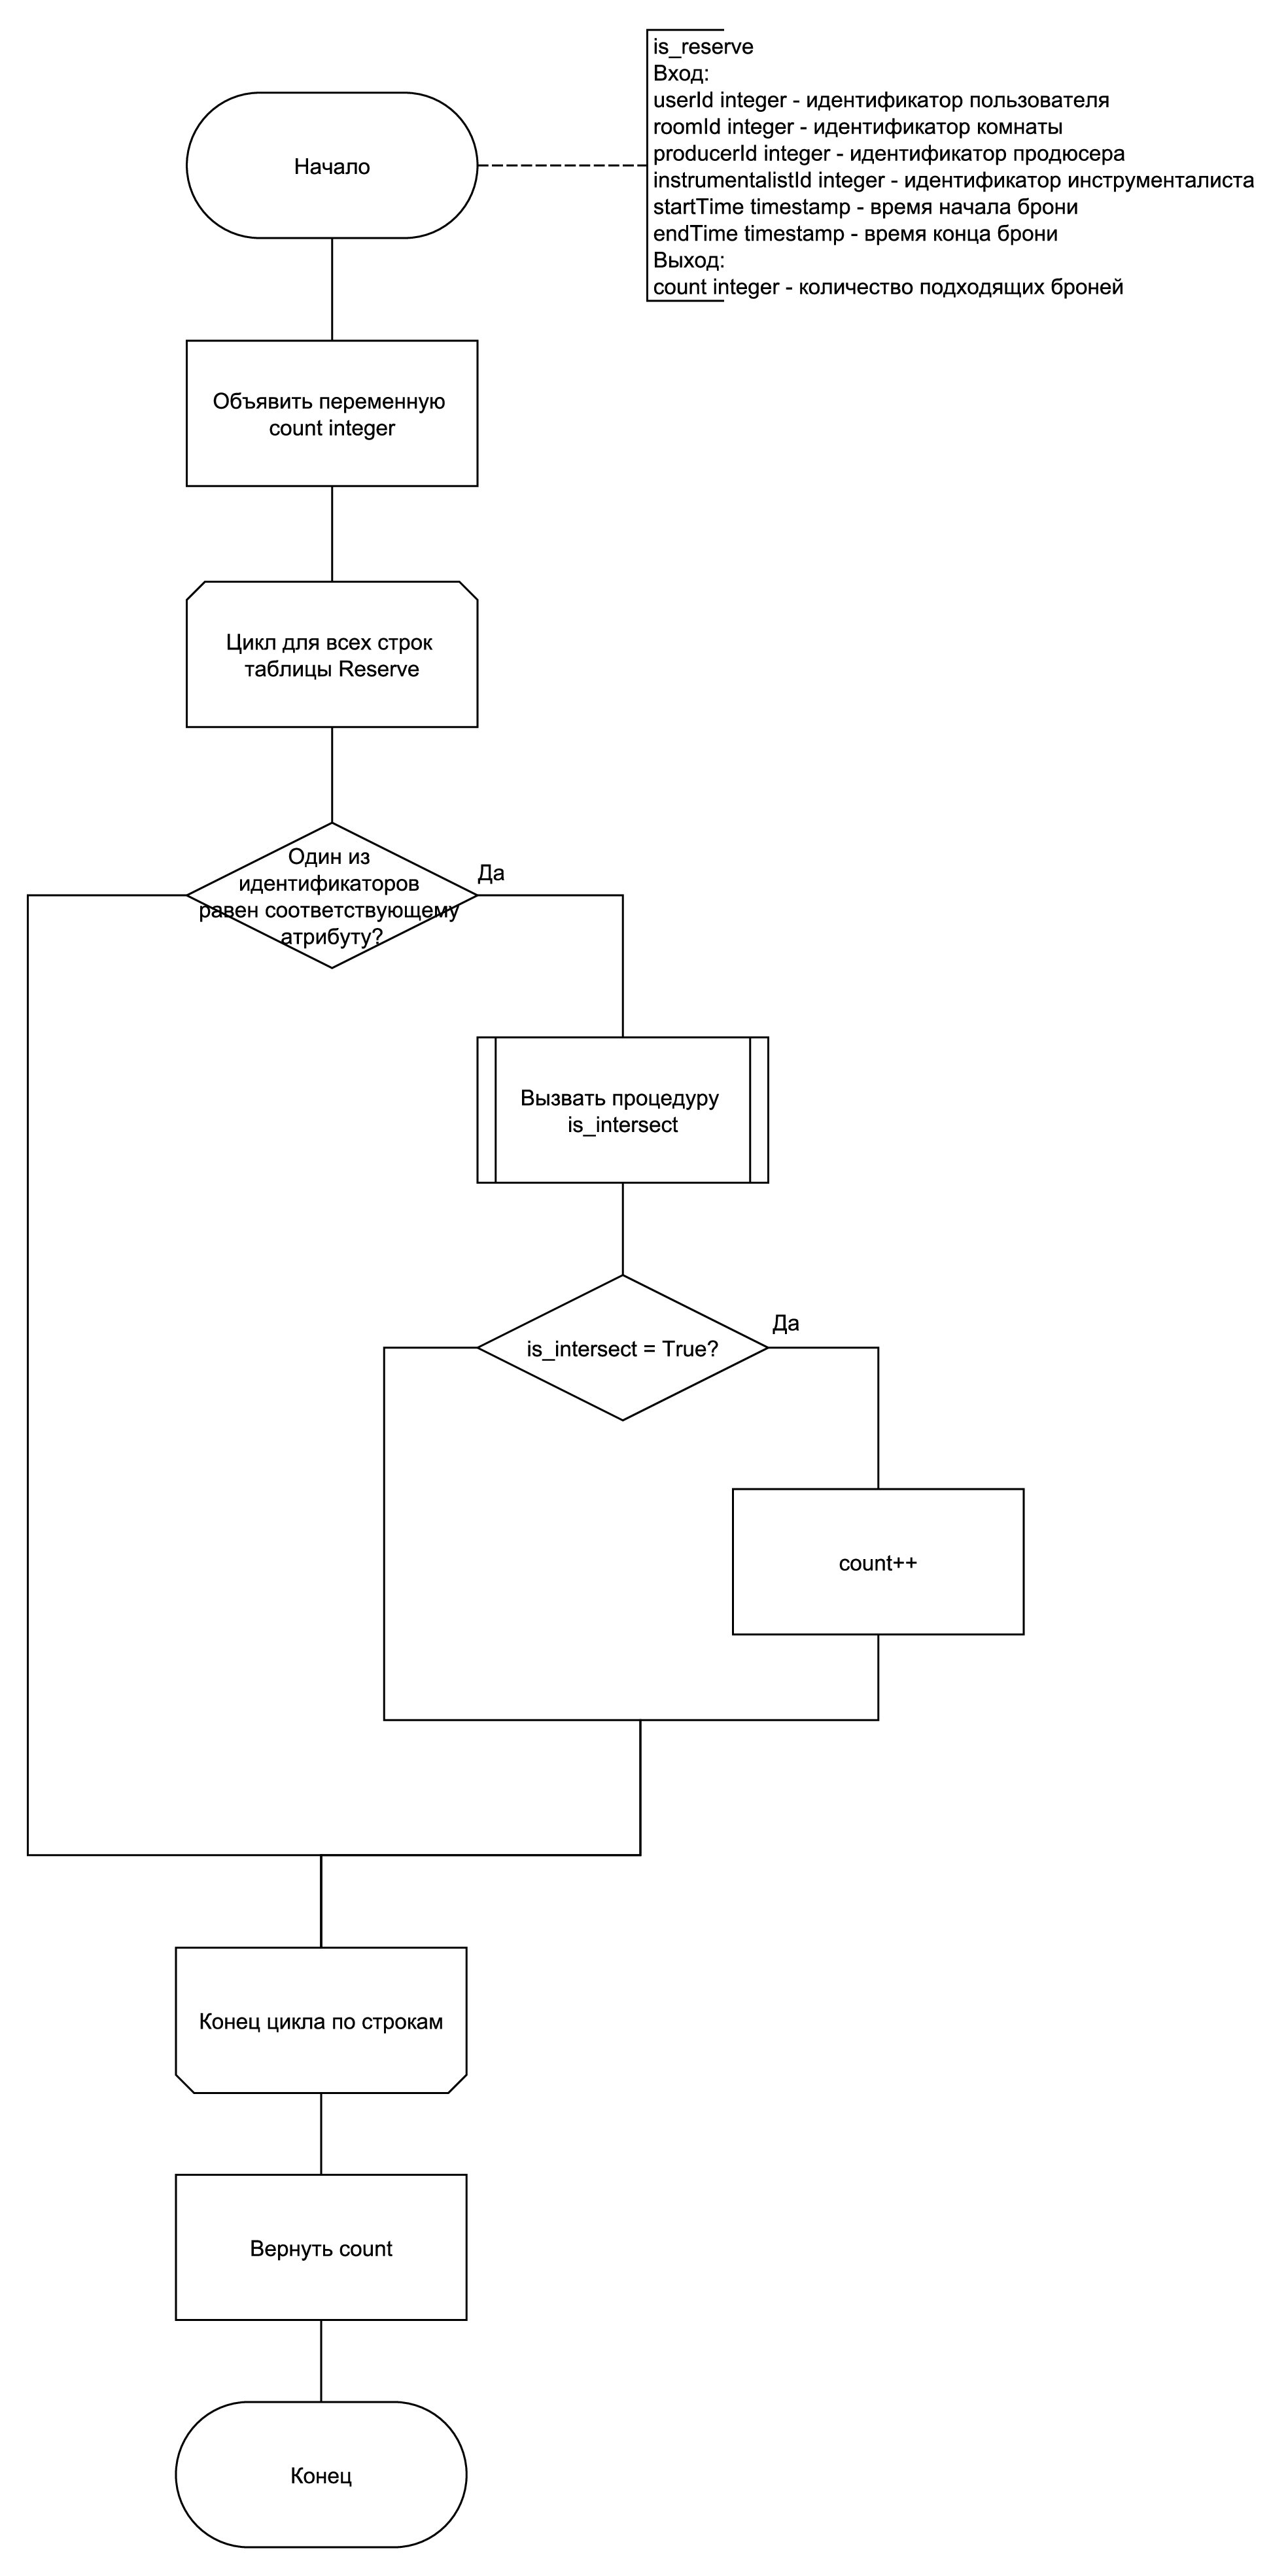 is_reserve
Вход:
userId integer - идентификатор пользователя
roomId integer - идентификатор комнаты
producerId integer - идентификатор продюсера
instrumentalistId integer - идентификатор инструменталиста
startTime timestamp - время начала брони
endTime timestamp - время конца брони
Выход:
count integer - количество подходящих броней
Начало
Объявить переменную
count integer
Цикл для всех строк
таблицы Reserve
Один из
идентификаторов
равен соответствующему
атрибуту?
Да
Вызвать процедуру
is_intersect
is_intersect = True?
Да
count++
Конец цикла по строкам
Вернуть count
Конец